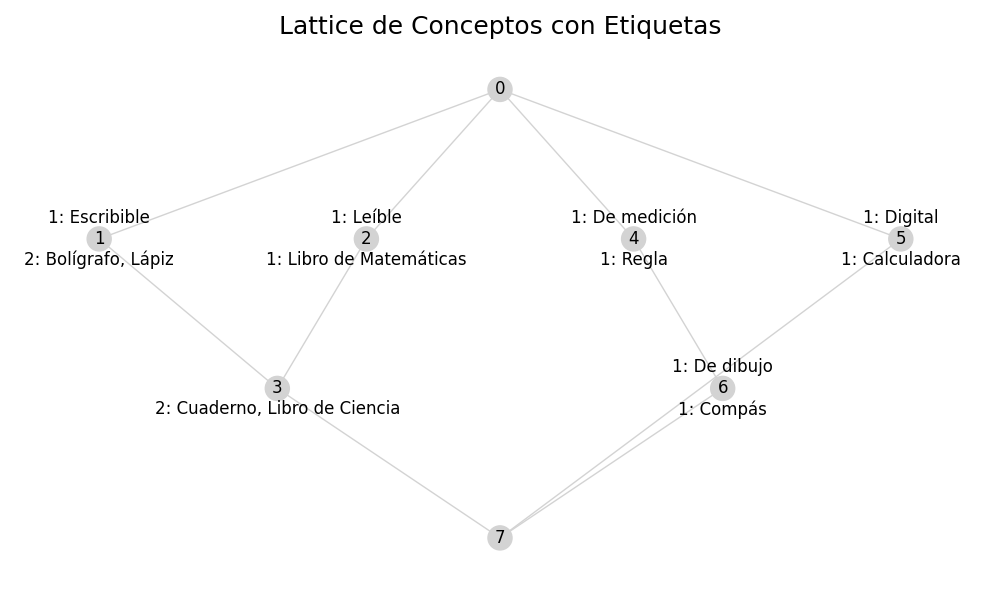 Lattice de Conceptos con Etiquetas
0
1: Escribible
1: Leíble
1: De medición
1: Digital
1
2
4
5
2: Bolígrafo, Lápiz
1: Libro de Matemáticas
1: Regla
1: Calculadora
1: De dibujo
3
6
2: Cuaderno, Libro de Ciencia
1: Compás
7